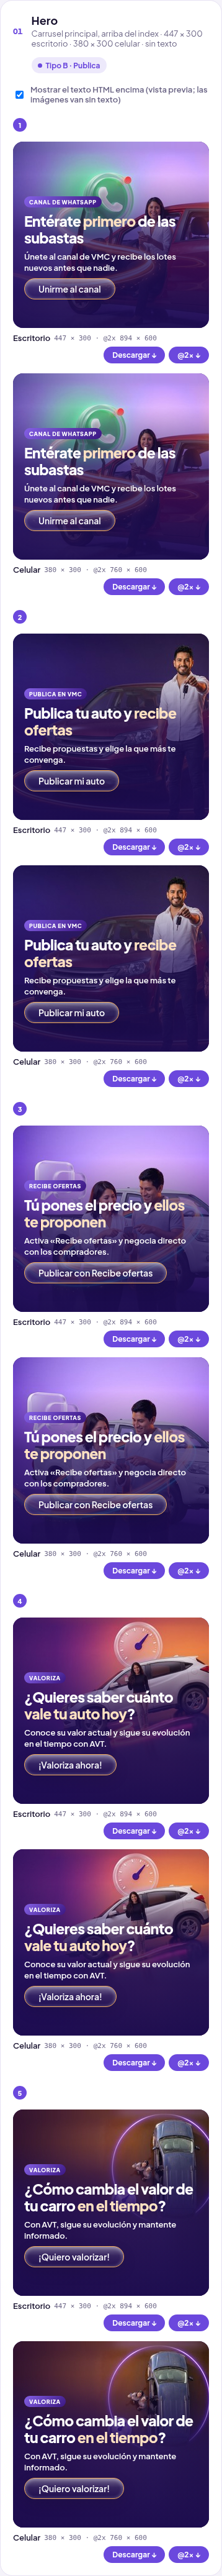 01
Hero
Carrusel principal, arriba del index · 447 × 300
escritorio · 380 × 300 celular · sin texto
Tipo B · Publica
Mostrar el texto HTML encima (vista previa; las
imágenes van sin texto)
1
CANAL DE WHATSAPP
Entérate primero de las
subastas
Únete al canal de VMC y recibe los lotes
nuevos antes que nadie.
Unirme al canal
Escritorio 447 × 300 · @2x 894 × 600
Descargar ↓ @2× ↓
CANAL DE WHATSAPP
Entérate primero de las
subastas
Únete al canal de VMC y recibe los lotes
nuevos antes que nadie.
Unirme al canal
Celular 380 × 300 · @2x 760 × 600
Descargar ↓ @2× ↓
2
PUBLICA EN VMC
Publica tu auto y recibe
ofertas
Recibe propuestas y elige la que más te
convenga.
Publicar mi auto
Escritorio 447 × 300 · @2x 894 × 600
Descargar ↓ @2× ↓
PUBLICA EN VMC
Publica tu auto y recibe
ofertas
Recibe propuestas y elige la que más te
convenga.
Publicar mi auto
Celular 380 × 300 · @2x 760 × 600
Descargar ↓ @2× ↓
3
RECIBE OFERTAS
Tú pones el precio y ellos
te proponen
Activa «Recibe ofertas» y negocia directo
con los compradores.
Publicar con Recibe ofertas
Escritorio 447 × 300 · @2x 894 × 600
Descargar ↓ @2× ↓
RECIBE OFERTAS
Tú pones el precio y ellos
te proponen
Activa «Recibe ofertas» y negocia directo
con los compradores.
Publicar con Recibe ofertas
Celular 380 × 300 · @2x 760 × 600
Descargar ↓ @2× ↓
4
VALORIZA
¿Quieres saber cuánto
vale tu auto hoy?
Conoce su valor actual y sigue su evolución
en el tiempo con AVT.
¡Valoriza ahora!
Escritorio 447 × 300 · @2x 894 × 600
Descargar ↓ @2× ↓
VALORIZA
¿Quieres saber cuánto
vale tu auto hoy?
Conoce su valor actual y sigue su evolución
en el tiempo con AVT.
¡Valoriza ahora!
Celular 380 × 300 · @2x 760 × 600
Descargar ↓ @2× ↓
5
VALORIZA
¿Cómo cambia el valor de
tu carro en el tiempo?
Con AVT, sigue su evolución y mantente
informado.
¡Quiero valorizar!
Escritorio 447 × 300 · @2x 894 × 600
Descargar ↓ @2× ↓
VALORIZA
¿Cómo cambia el valor de
tu carro en el tiempo?
Con AVT, sigue su evolución y mantente
informado.
¡Quiero valorizar!
Celular 380 × 300 · @2x 760 × 600
Descargar ↓ @2× ↓